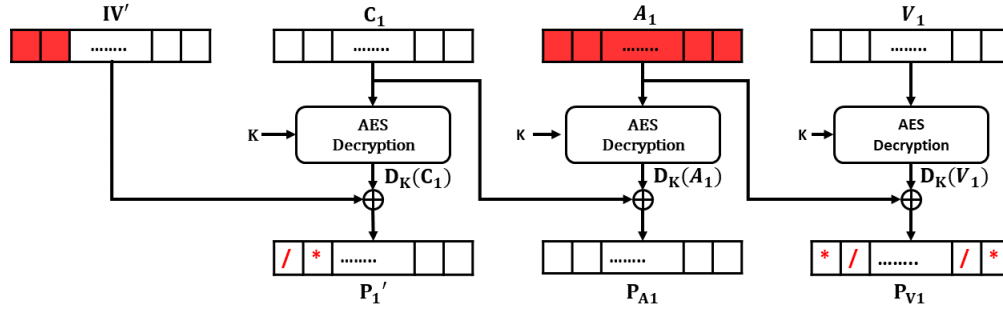 IV′ C₁ A₁ V₁
........ ........ ........ ........
K AES Decryption K AES Decryption K AES Decryption
D_K(C₁) D_K(A₁) D_K(V₁)
/ * ........ ........ * / ........ / *
P₁′ P_A1 P_V1